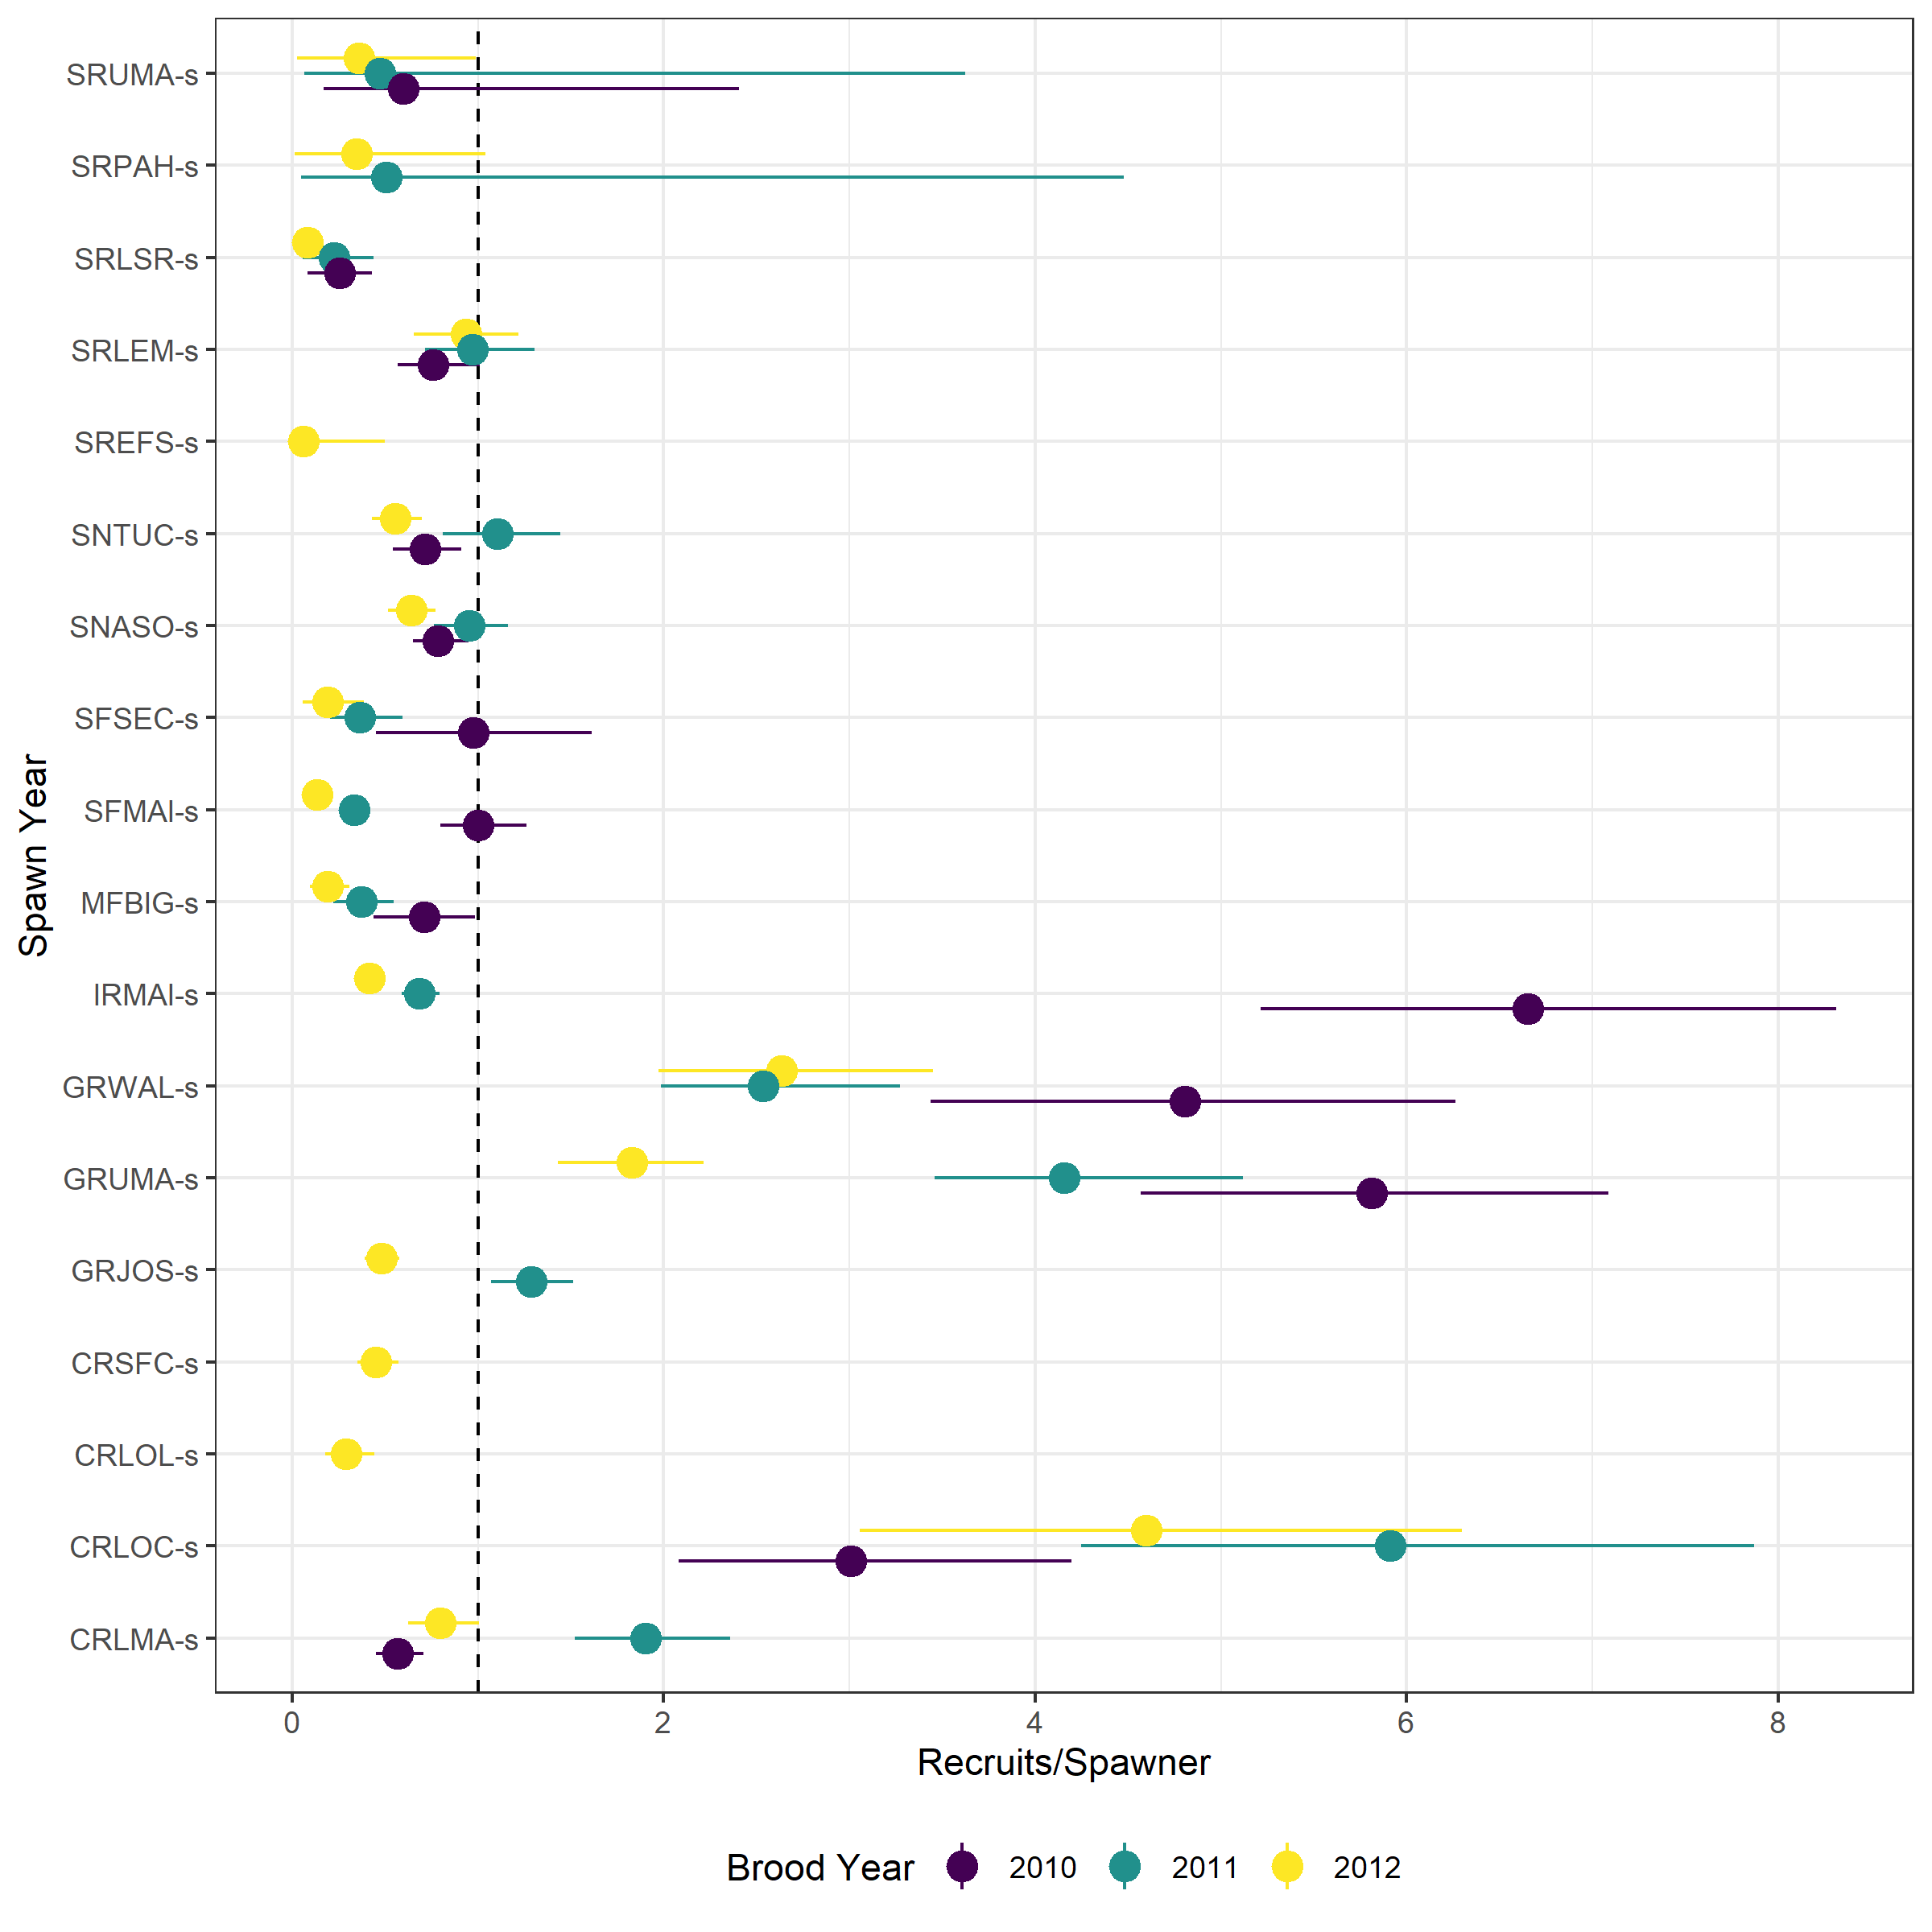 SRUMA-s
SRPAH-s
SRLSR-s
SRLEM-s
SREFS-s
SNTUC-s
SNASO-s
SFSEC-s
SFMAI-s
MFBIG-s
IRMAI-s
GRWAL-s
GRUMA-s
GRJOS-s
CRSFC-s
CRLOL-s
CRLOC-s
CRLMA-s
Spawn Year
0 2 4 6 8
Recruits/Spawner
Brood Year 2010 2011 2012